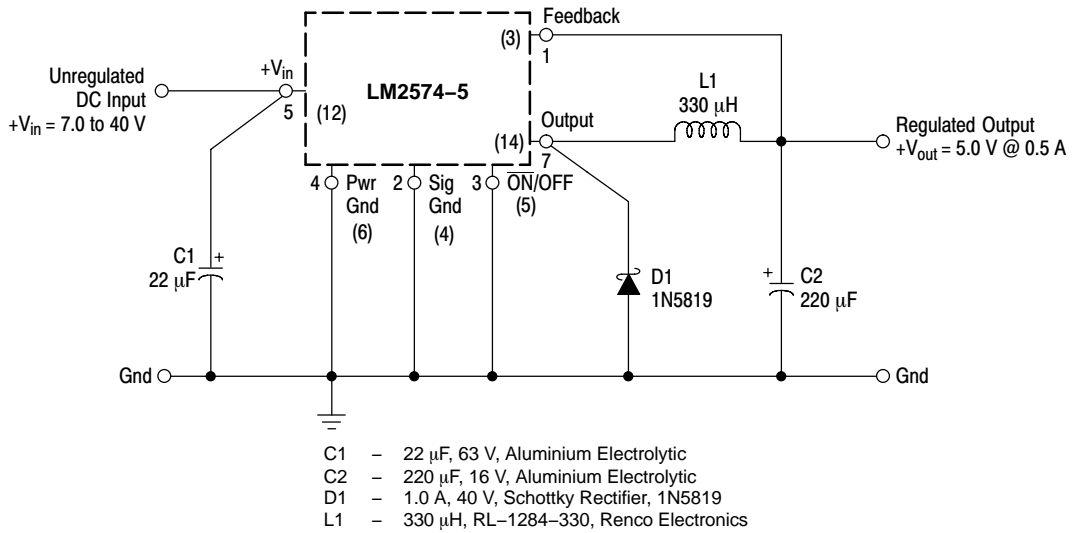 Feedback
(3)
1
Unregulated
DC Input
+Vin = 7.0 to 40 V
+Vin
5
(12)
LM2574–5
L1
330 μH
Output
(14)
7
Regulated Output
+Vout = 5.0 V @ 0.5 A
4
Pwr
Gnd
(6)
2
Sig
Gnd
(4)
3
ON/OFF
(5)
C1
22 μF
+
D1
1N5819
+
C2
220 μF
Gnd
Gnd
C1 – 22 μF, 63 V, Aluminium Electrolytic
C2 – 220 μF, 16 V, Aluminium Electrolytic
D1 – 1.0 A, 40 V, Schottky Rectifier, 1N5819
L1 – 330 μH, RL–1284–330, Renco Electronics